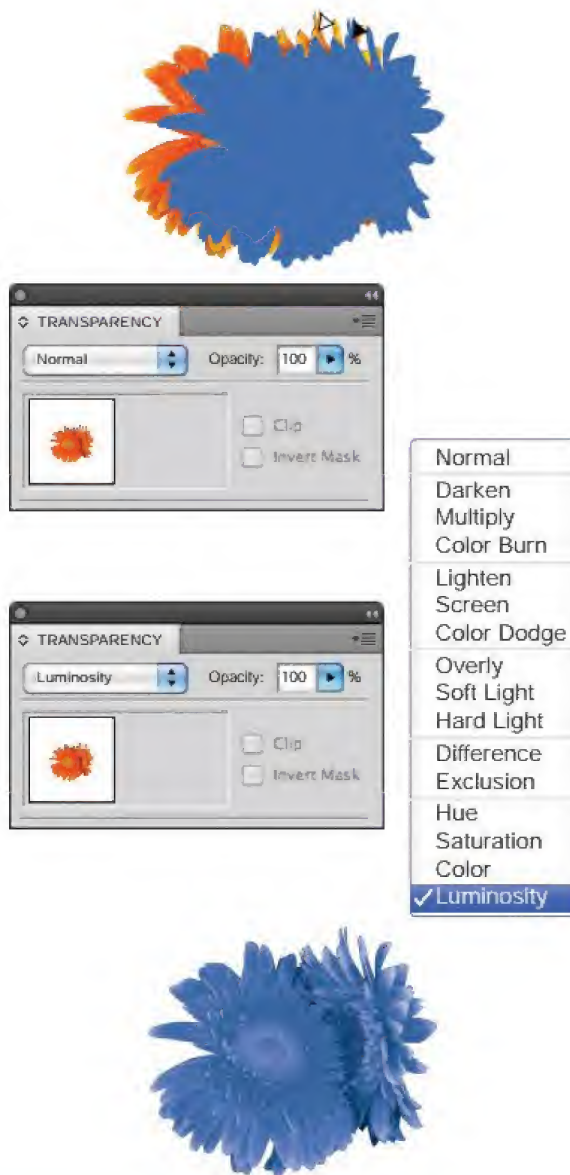 TRANSPARENCY
Normal Opacity: 100 %
Clip
Invert Mask
TRANSPARENCY
Luminosity Opacity: 100 %
Clip
Invert Mask
Normal
Darken
Multiply
Color Burn
Lighten
Screen
Color Dodge
Overly
Soft Light
Hard Light
Difference
Exclusion
Hue
Saturation
Color
Luminosity